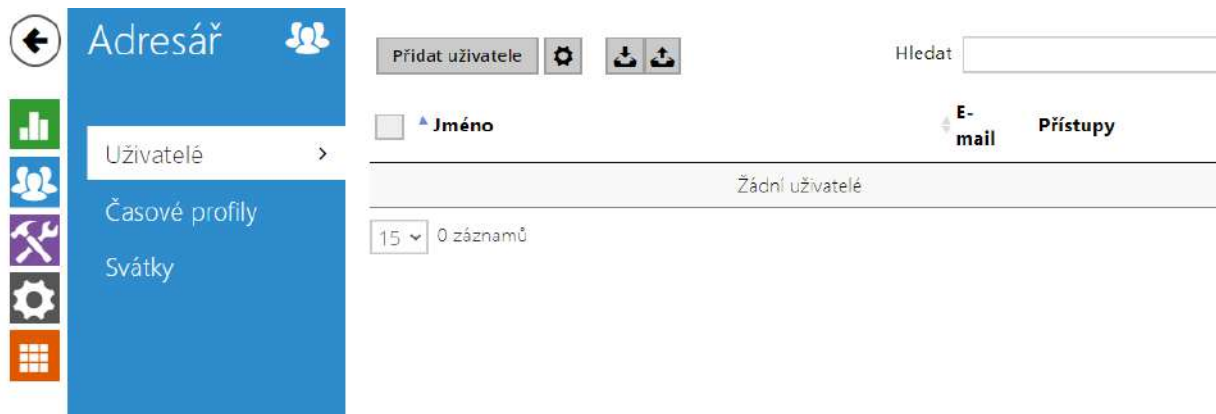 Adresář
Uživatelé
Časové profily
Svátky
Přidat uživatele
Hledat
Jméno
E-
mail
Přístupy
Žádní uživatelé
15
0 záznamů